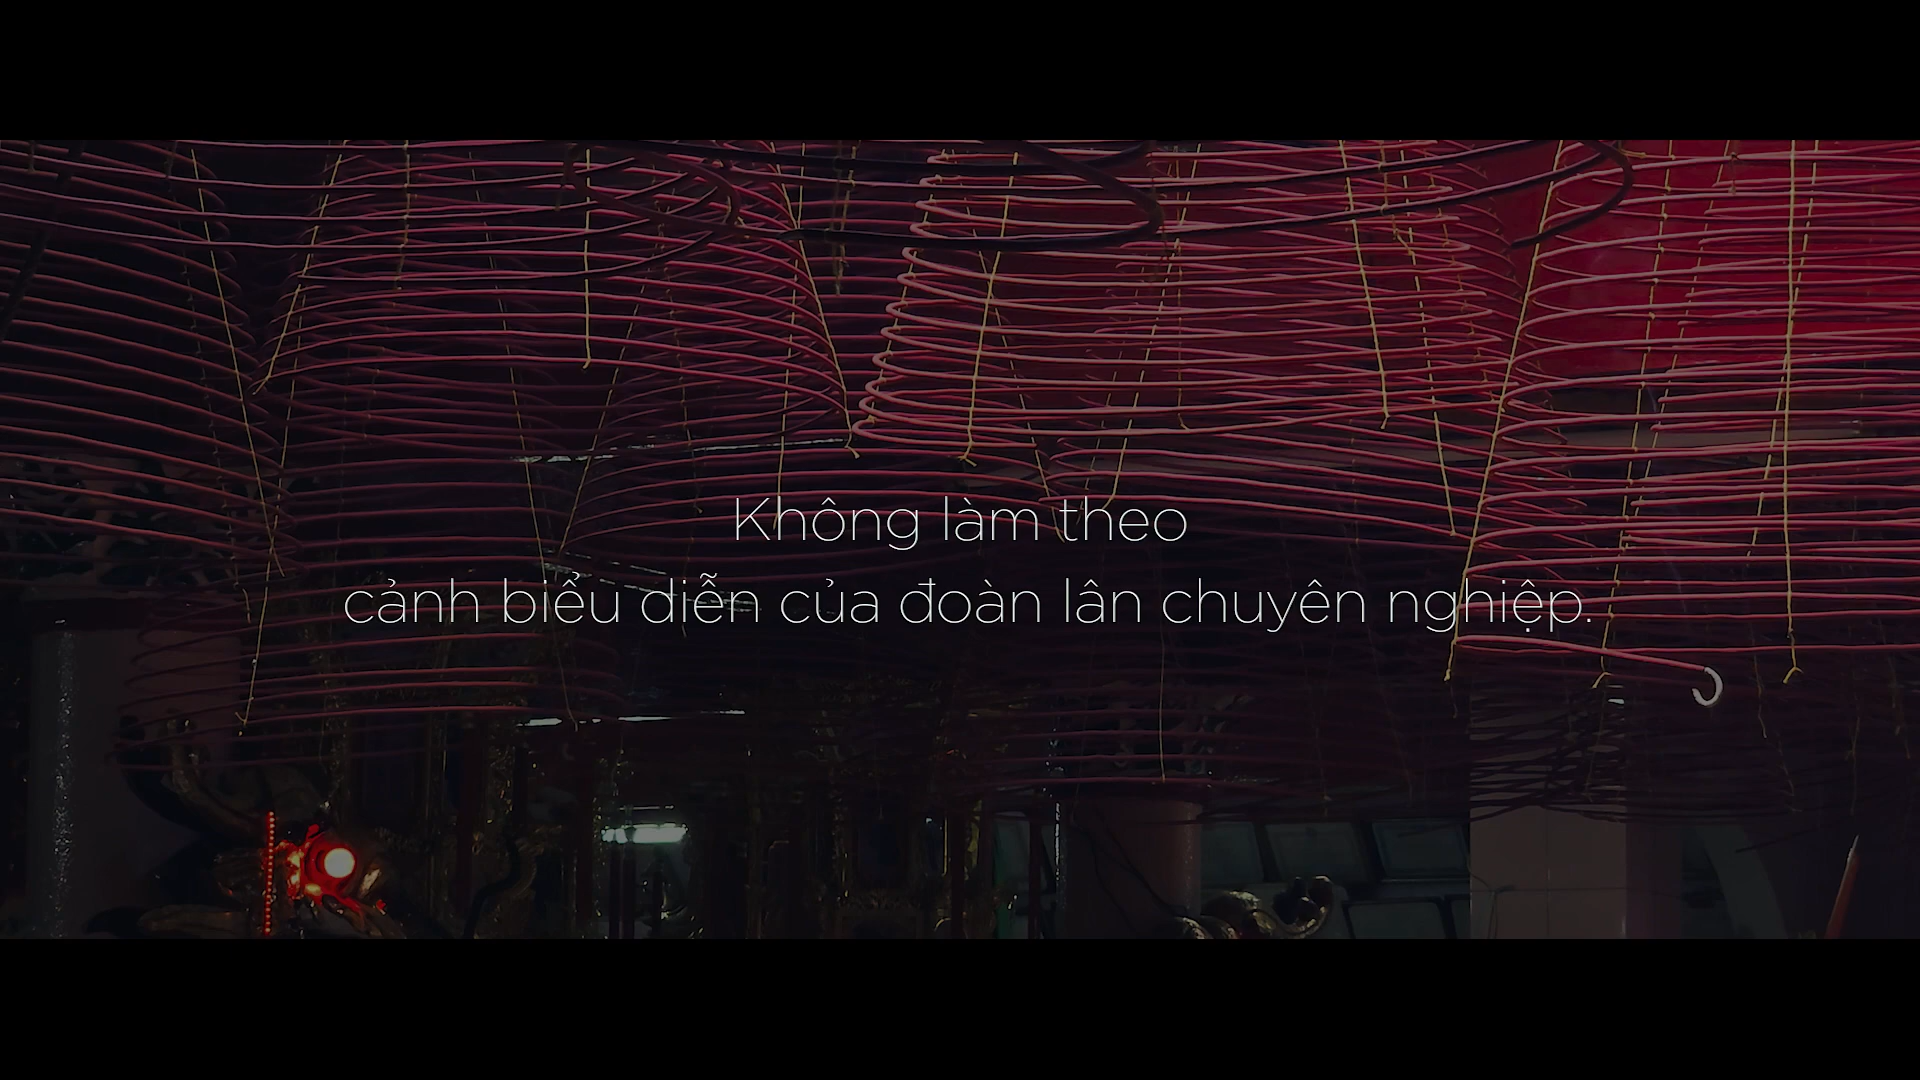 Không làm theo
cảnh biểu diễn của đoàn lân chuyên nghiệp.